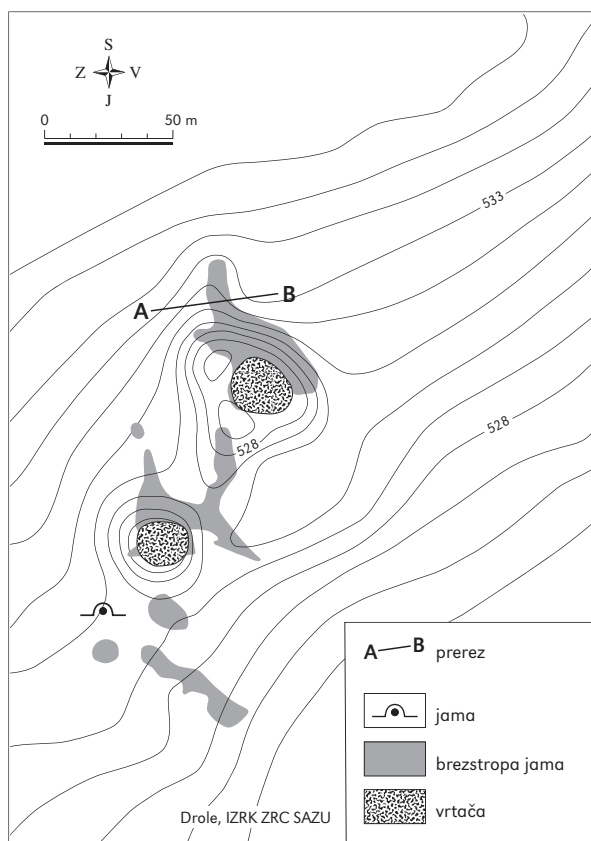 S
Z V
J
0 50 m
533
A B
528
528
A B prerez
jama
brezstropa jama
vrtača
Drole, IZRK ZRC SAZU